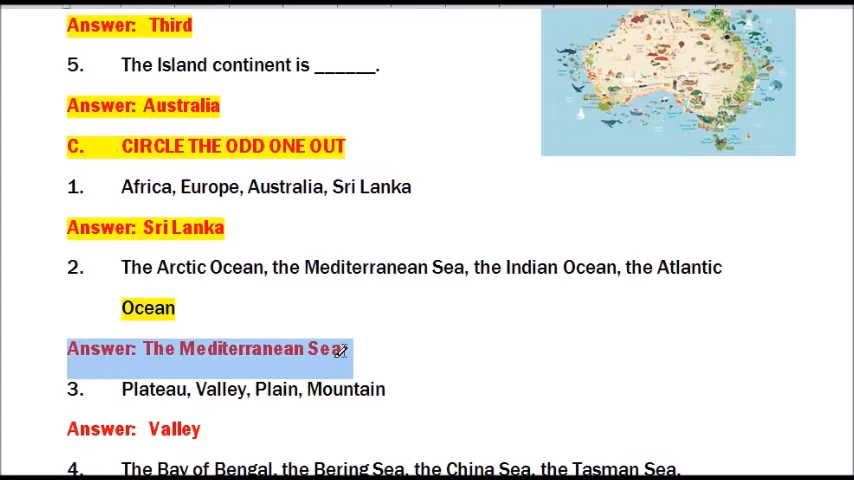 Answer: Third
5. The Island continent is ______.
Answer: Australia
C. CIRCLE THE ODD ONE OUT
1. Africa, Europe, Australia, Sri Lanka
Answer: Sri Lanka
2. The Arctic Ocean, the Mediterranean Sea, the Indian Ocean, the Atlantic
Ocean
Answer: The Mediterranean Sea
3. Plateau, Valley, Plain, Mountain
Answer: Valley
4. The Bay of Bengal, the Bering Sea, the China Sea, the Tasman Sea.